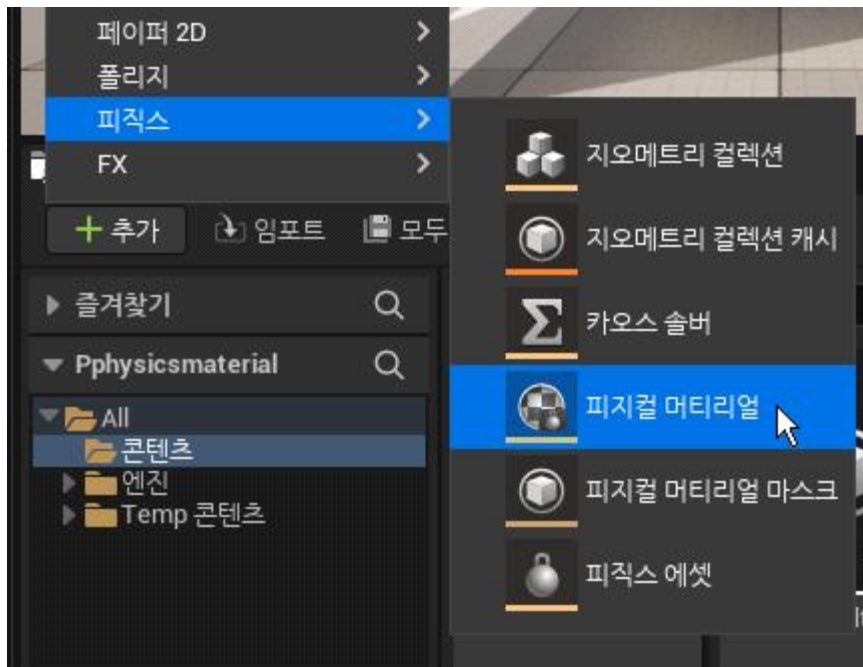 페이퍼 2D
폴리지
피직스
FX
지오메트리 컬렉션
지오메트리 컬렉션 캐시
카오스 솔버
피지컬 머티리얼
피지컬 머티리얼 마스크
피직스 에셋
추가
임포트
모두
즐겨찾기
Pphysicsmaterial
All
콘텐츠
엔진
Temp 콘텐츠